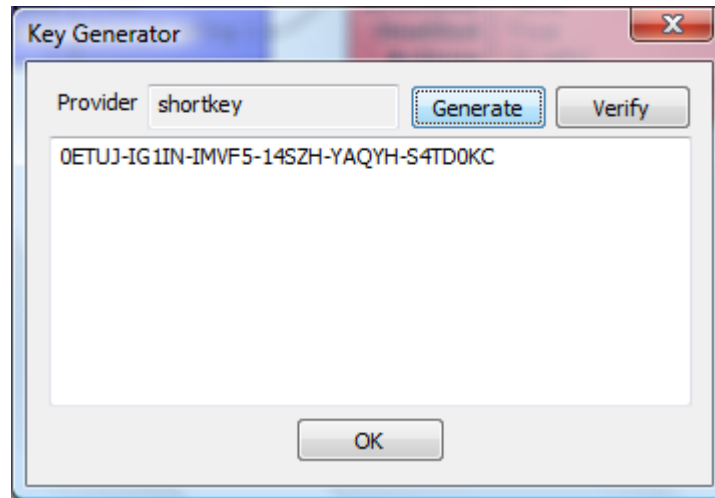 Key Generator
Provider shortkey Generate Verify
0ETUJ-IG1IN-IMVF5-14SZH-YAQYH-S4TD0KC
OK